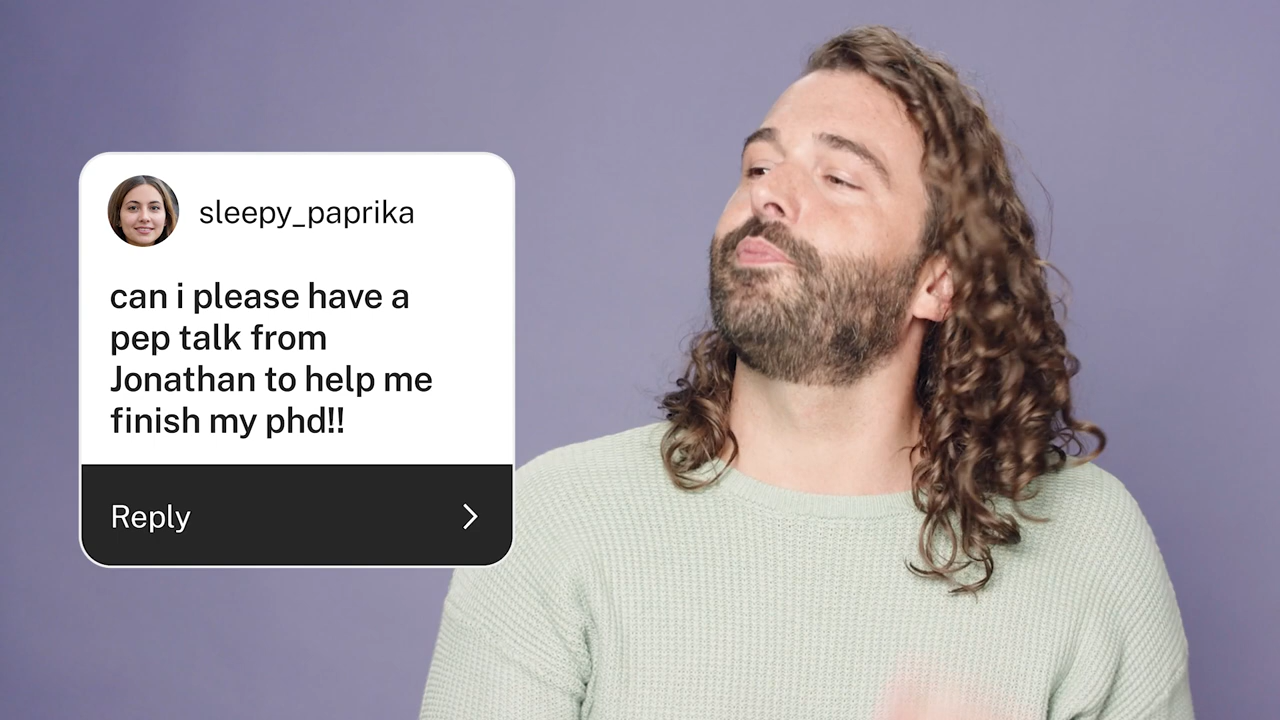 sleepy_paprika
can i please have a
pep talk from
Jonathan to help me
finish my phd!!
Reply